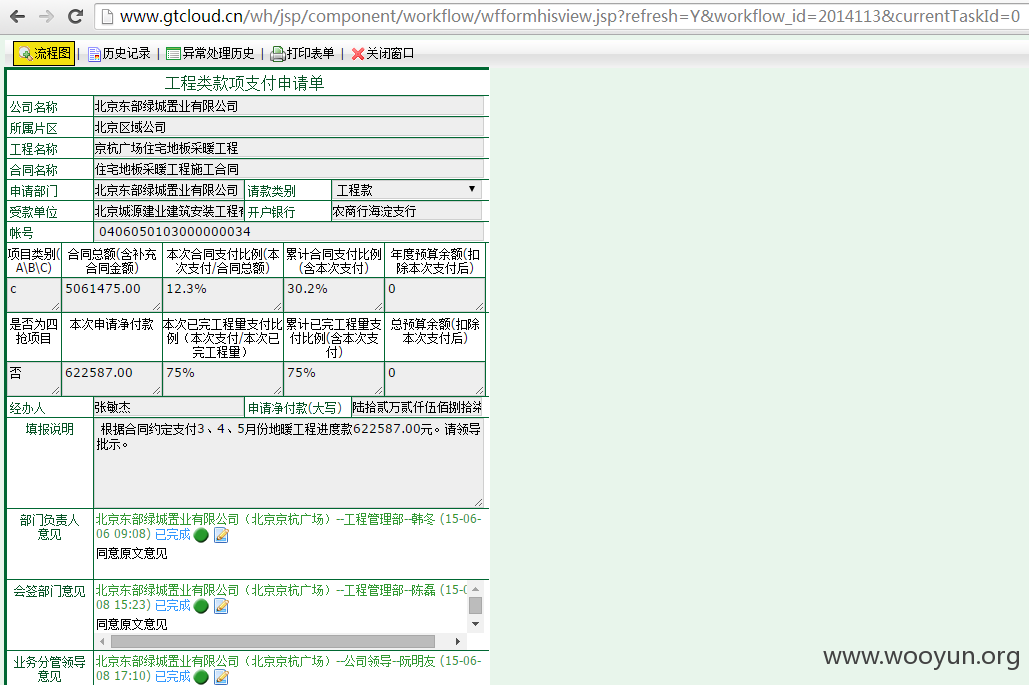 www.gtcloud.cn/wh/jsp/component/workflow/wfformhisview.jsp?refresh=Y&workflow_id=2014113&currentTaskId=0
流程图 | 历史记录 | 异常处理历史 | 打印表单 | 关闭窗口
工程类款项支付申请单
公司名称 北京东部绿城置业有限公司
所属片区 北京区域公司
工程名称 京杭广场住宅地板采暖工程
合同名称 住宅地板采暖工程施工合同
申请部门 北京东部绿城置业有限公司 请款类别 工程款
受款单位 北京城源建业建筑安装工程有 开户银行 农商行海淀支行
帐号 0406050103000000034
项目类别( 合同总额(含补充 本次合同支付比例(本 累计合同支付比例 年度预算余额(扣
A\B\C) 合同金额) 次支付/合同总额) (含本次支付) 除本次支付后)
c 5061475.00 12.3% 30.2% 0
是否为四 本次申请净付款 本次已完工程量支付比 累计已完工程量支 总预算余额(扣除
抢项目 例（本次支付/本次已 付比例(含本次支 本次支付后)
完工程量） 付)
否 622587.00 75% 75% 0
经办人 张敏杰 申请净付款(大写) 陆拾贰万贰仟伍佰捌拾柒
填报说明 根据合同约定支付3、4、5月份地暖工程进度款622587.00元。请领导
批示。
部门负责人 北京东部绿城置业有限公司（北京京杭广场）--工程管理部--韩冬 (15-06-
意见 06 09:08) 已完成
同意原文意见
会签部门意见 北京东部绿城置业有限公司（北京京杭广场）--工程管理部--陈磊 (15-0
08 15:23) 已完成
同意原文意见
业务分管领导 北京东部绿城置业有限公司（北京京杭广场）--公司领导--阮明友 (15-06-
意见 08 17:10) 已完成
www.wooyun.org